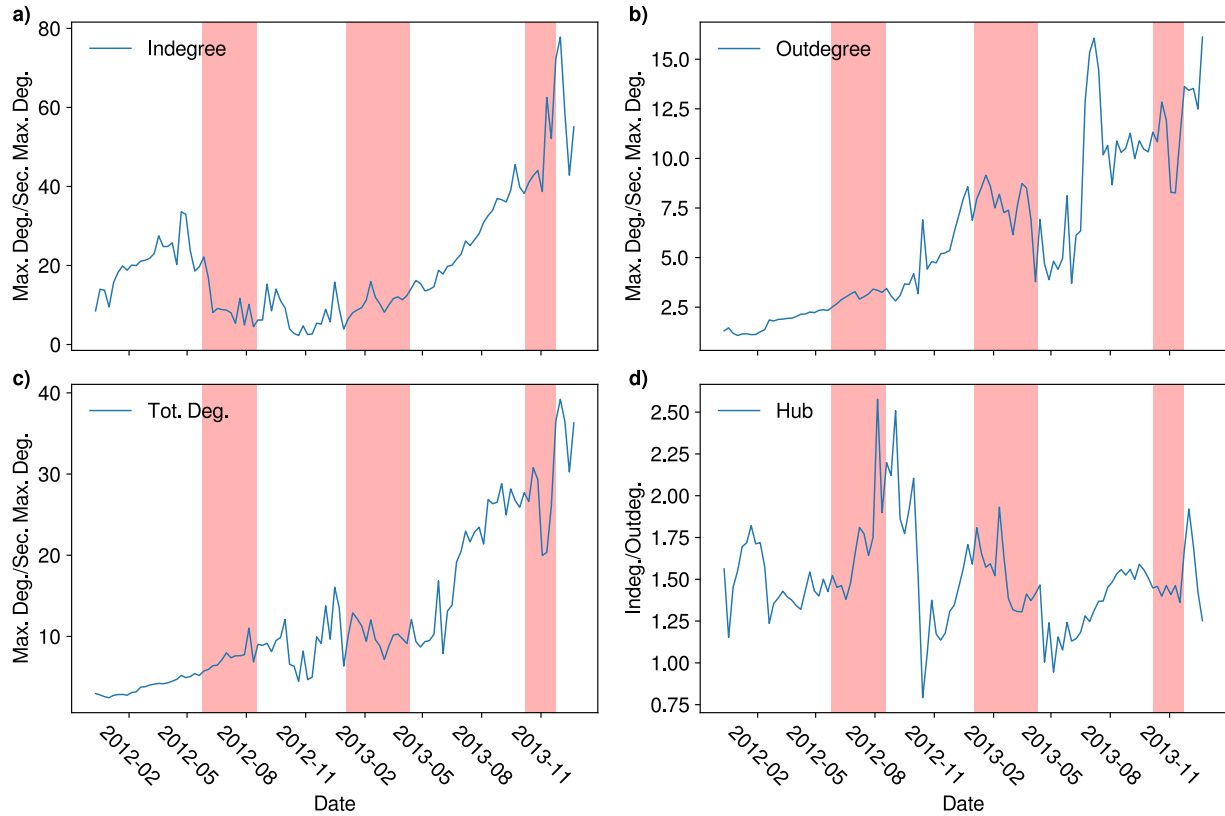 a)
Indegree
Max. Deg./Sec. Max. Deg.
80
60
40
20
0
b)
Outdegree
Max. Deg./Sec. Max. Deg.
15.0
12.5
10.0
7.5
5.0
2.5
c)
Tot. Deg.
Max. Deg./Sec. Max. Deg.
40
30
20
10
2012-02
2012-05
2012-08
2012-11
2013-02
2013-05
2013-08
2013-11
Date
d)
Hub
Indeg./Outdeg.
2.50
2.25
2.00
1.75
1.50
1.25
1.00
0.75
2012-02
2012-05
2012-08
2012-11
2013-02
2013-05
2013-08
2013-11
Date